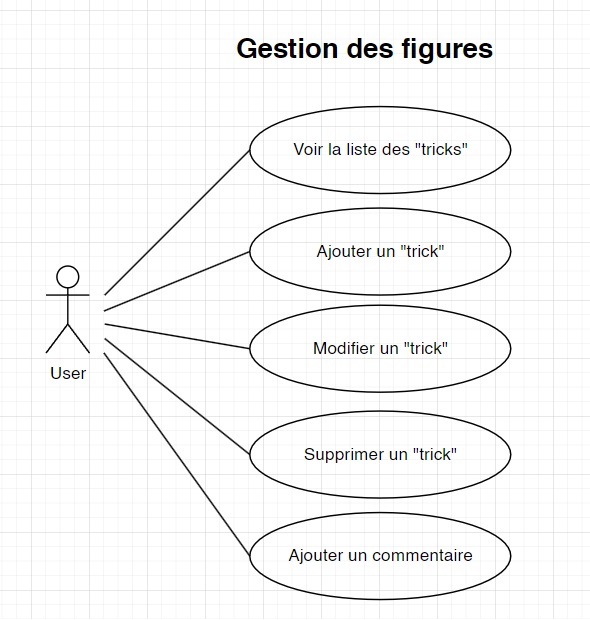 Gestion des figures
Voir la liste des "tricks"
Ajouter un "trick"
Modifier un "trick"
User
Supprimer un "trick"
Ajouter un commentaire